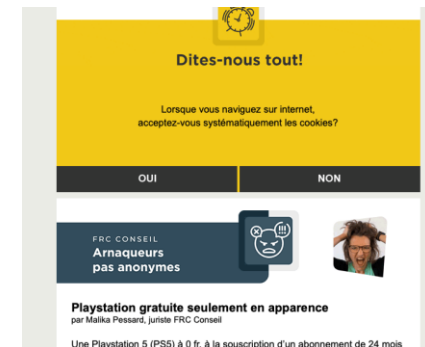 Dites-nous tout!
Lorsque vous naviguez sur internet,
acceptez-vous systématiquement les cookies?
OUI
NON
FRC CONSEIL
Arnaqueurs
pas anonymes
Playstation gratuite seulement en apparence
par Malika Pessard, juriste FRC Conseil
Une Playstation 5 (PS5) à 0 fr. à la souscription d'un abonnement de 24 mois